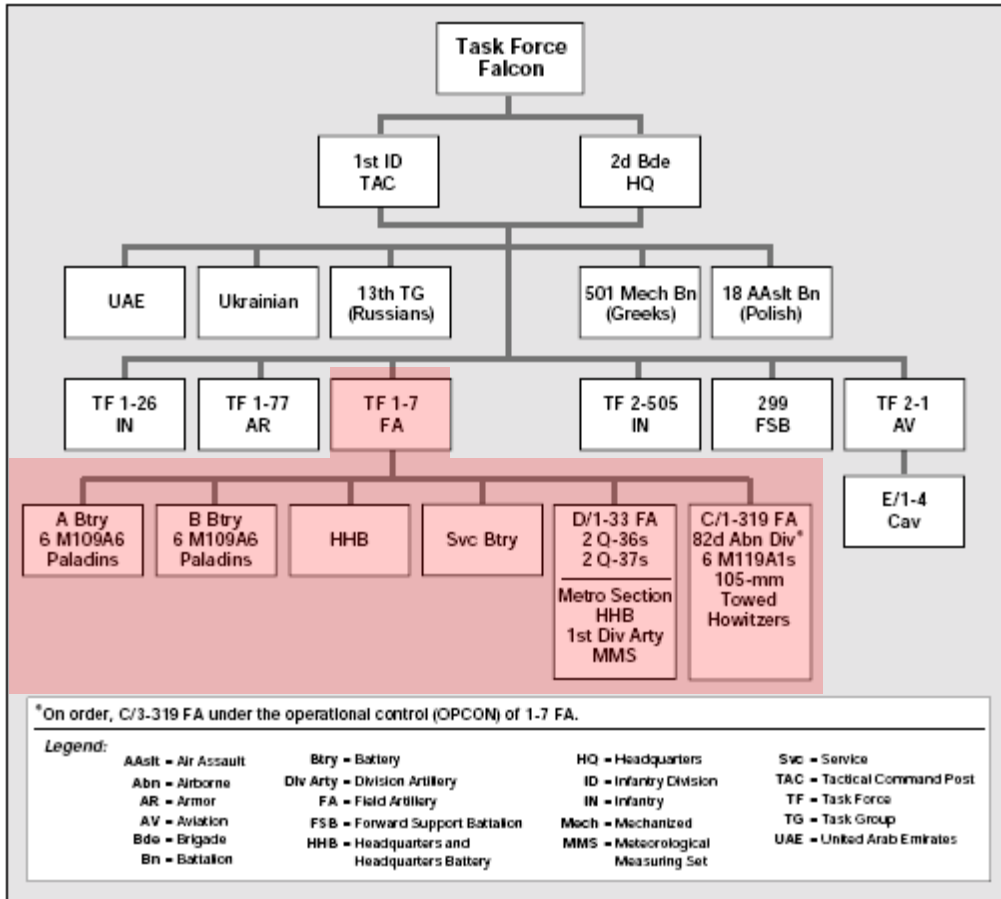 Task Force
Falcon
1st ID
TAC
2d Bde
HQ
UAE
Ukrainian
13th TG
(Russians)
501 Mech Bn
(Greeks)
18 AAslt Bn
(Polish)
TF 1-26
IN
TF 1-77
AR
TF 1-7
FA
TF 2-505
IN
299
FSB
TF 2-1
AV
E/1-4
Cav
A Btry
6 M109A6
Paladins
B Btry
6 M109A6
Paladins
HHB
Svc Btry
D/1-33 FA
2 Q-36s
2 Q-37s
Metro Section
HHB
1st Div Arty
MMS
C/1-319 FA
82d Abn Div*
6 M119A1s
105-mm
Towed
Howitzers
*On order, C/3-319 FA under the operational control (OPCON) of 1-7 FA.
Legend:
AAslt = Air Assault
Abn = Airborne
AR = Armor
AV = Aviation
Bde = Brigade
Bn = Battalion
Btry = Battery
Div Arty = Division Artillery
FA = Field Artillery
FSB = Forward Support Battalion
HHB = Headquarters and
Headquarters Battery
HQ = Headquarters
ID = Infantry Division
IN = Infantry
Mech = Mechanized
MMS = Meteorological
Measuring Set
Svc = Service
TAC = Tactical Command Post
TF = Task Force
TG = Task Group
UAE = United Arab Emirates